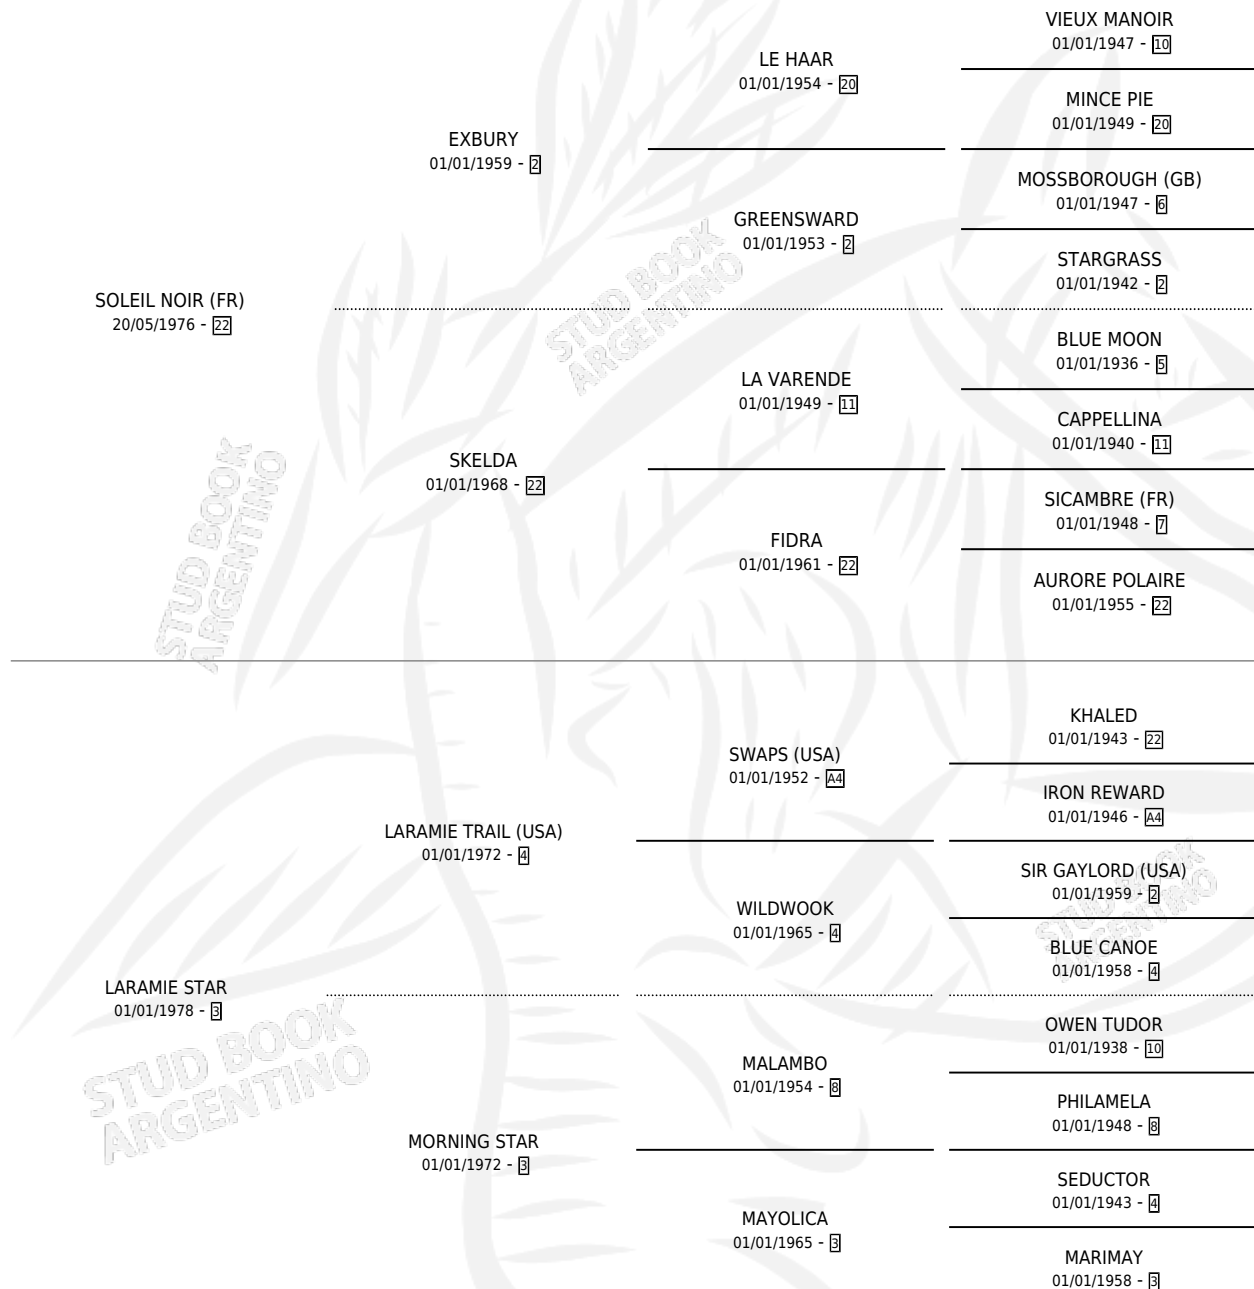 VIEUX MANOIR
01/01/1947 - 10
LE HAAR
01/01/1954 - 20
MINCE PIE
01/01/1949 - 20
EXBURY
01/01/1959 - 2
MOSSBOROUGH (GB)
01/01/1947 - 6
GREENSWARD
01/01/1953 - 2
STARGRASS
01/01/1942 - 2
SOLEIL NOIR (FR)
20/05/1976 - 22
BLUE MOON
01/01/1936 - 5
LA VARENDE
01/01/1949 - 11
CAPPELLINA
01/01/1940 - 11
SKELDA
01/01/1968 - 22
SICAMBRE (FR)
01/01/1948 - 7
FIDRA
01/01/1961 - 22
AURORE POLAIRE
01/01/1955 - 22
KHALED
01/01/1943 - 22
SWAPS (USA)
01/01/1952 - A4
IRON REWARD
01/01/1946 - A4
LARAMIE TRAIL (USA)
01/01/1972 - 4
SIR GAYLORD (USA)
01/01/1959 - 2
WILDWOOK
01/01/1965 - 4
BLUE CANOE
01/01/1958 - 4
LARAMIE STAR
01/01/1978 - 3
OWEN TUDOR
01/01/1938 - 10
MALAMBO
01/01/1954 - 8
PHILAMELA
01/01/1948 - 8
MORNING STAR
01/01/1972 - 3
SEDUCTOR
01/01/1943 - 4
MAYOLICA
01/01/1965 - 3
MARIMAY
01/01/1958 - 3
STUD BOOK
ARGENTINO
STUD BOOK
ARGENTINO
STUD BOOK
ARGENTINO
STUD BOOK
ARGENTINO